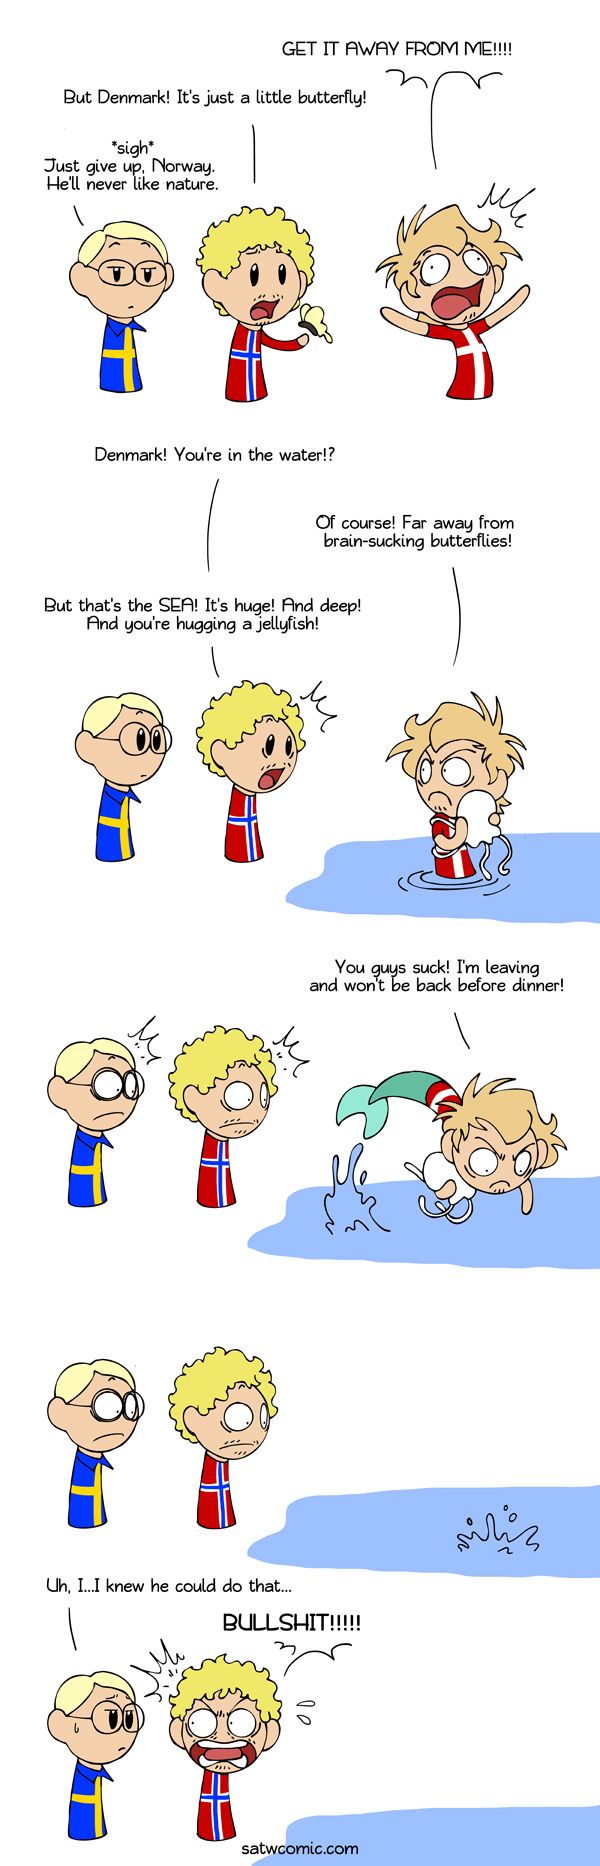 GET IT AWAY FROM ME!!!!
But Denmark! It's just a little butterfly!
*sigh*
Just give up, Norway.
He'll never like nature.
Denmark! You're in the water!?
Of course! Far away from
brain-sucking butterflies!
But that's the SEA! It's huge! And deep!
And you're hugging a jellyfish!
You guys suck! I'm leaving
and won't be back before dinner!
Uh, I...I knew he could do that...
BULLSHIT!!!!!
satwcomic.com